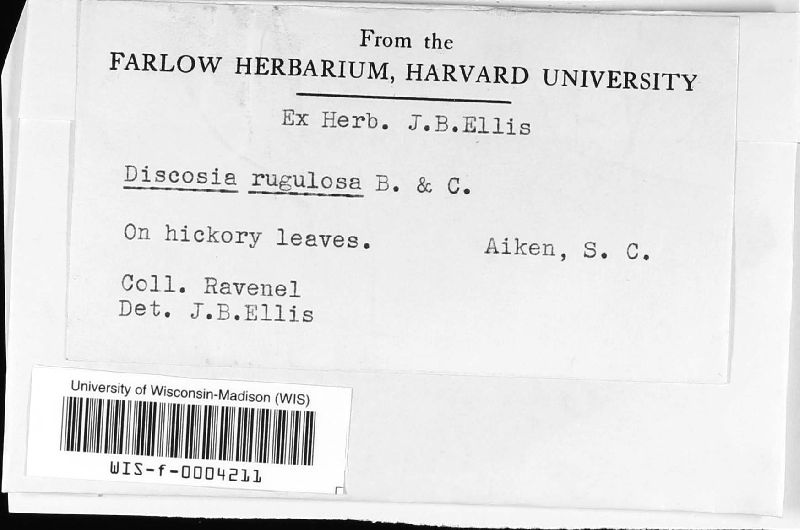 From the
FARLOW HERBARIUM, HARVARD UNIVERSITY
Ex Herb. J.B.Ellis
Discosia rugulosa B. & C.
On hickory leaves. Aiken, S. C.
Coll. Ravenel
Det. J.B.Ellis
University of Wisconsin-Madison (WIS)
WIS-f-0004211